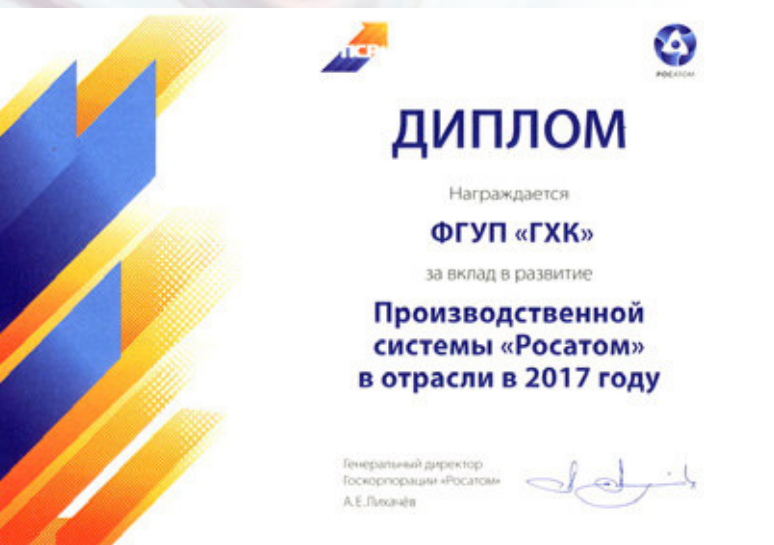 ПСР
РОСАТОМ
ДИПЛОМ
Награждается
ФГУП «ГХК»
за вклад в развитие
Производственной
системы «Росатом»
в отрасли в 2017 году
Генеральный директор
Госкорпорации «Росатом»
А.Е.Лихачёв